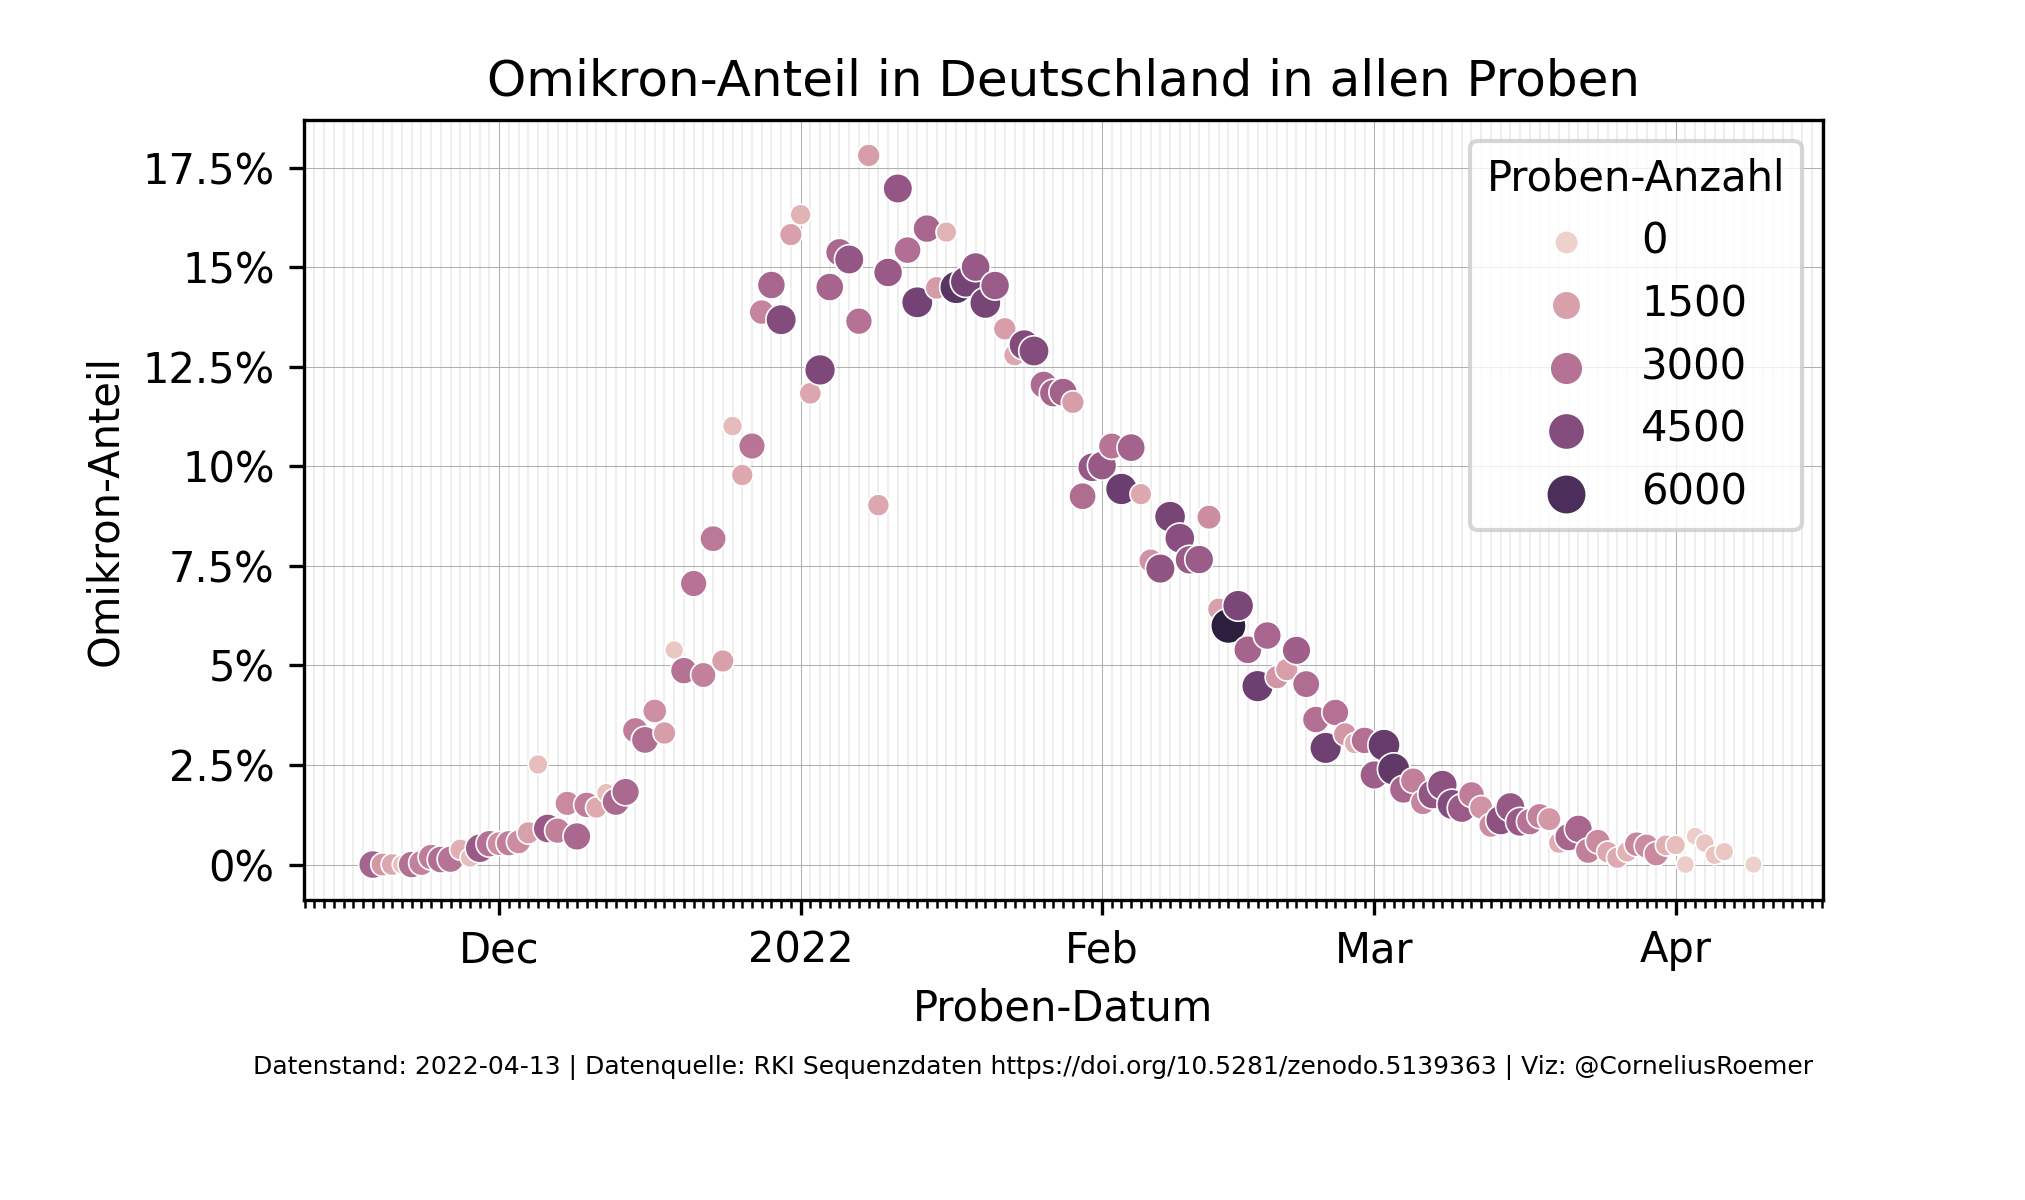 Omikron-Anteil in Deutschland in allen Proben
Omikron-Anteil
17.5%
15%
12.5%
10%
7.5%
5%
2.5%
0%
Proben-Anzahl
0
1500
3000
4500
6000
Dec
2022
Feb
Mar
Apr
Proben-Datum
Datenstand: 2022-04-13 | Datenquelle: RKI Sequenzdaten https://doi.org/10.5281/zenodo.5139363 | Viz: @CorneliusRoemer